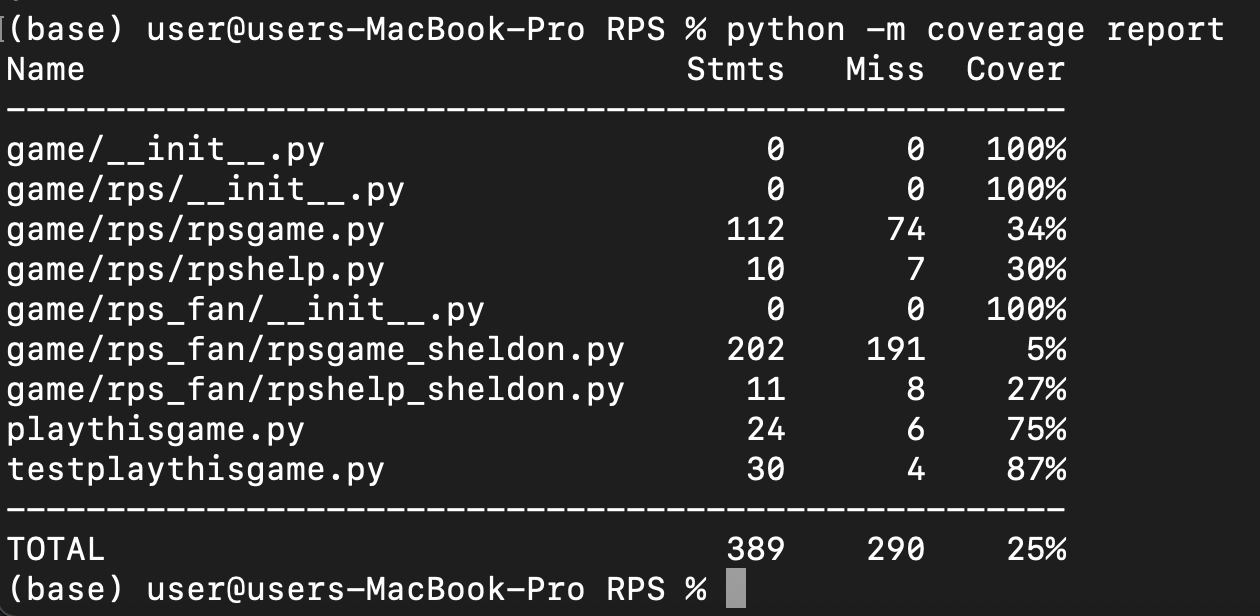 (base) user@users-MacBook-Pro RPS % python -m coverage report
Name                              Stmts   Miss  Cover
-----------------------------------------------------
game/__init__.py                      0      0   100%
game/rps/__init__.py                  0      0   100%
game/rps/rpsgame.py                 112     74    34%
game/rps/rpshelp.py                  10      7    30%
game/rps_fan/__init__.py              0      0   100%
game/rps_fan/rpsgame_sheldon.py     202    191     5%
game/rps_fan/rpshelp_sheldon.py      11      8    27%
playthisgame.py                      24      6    75%
testplaythisgame.py                  30      4    87%
-----------------------------------------------------
TOTAL                               389    290    25%
(base) user@users-MacBook-Pro RPS %